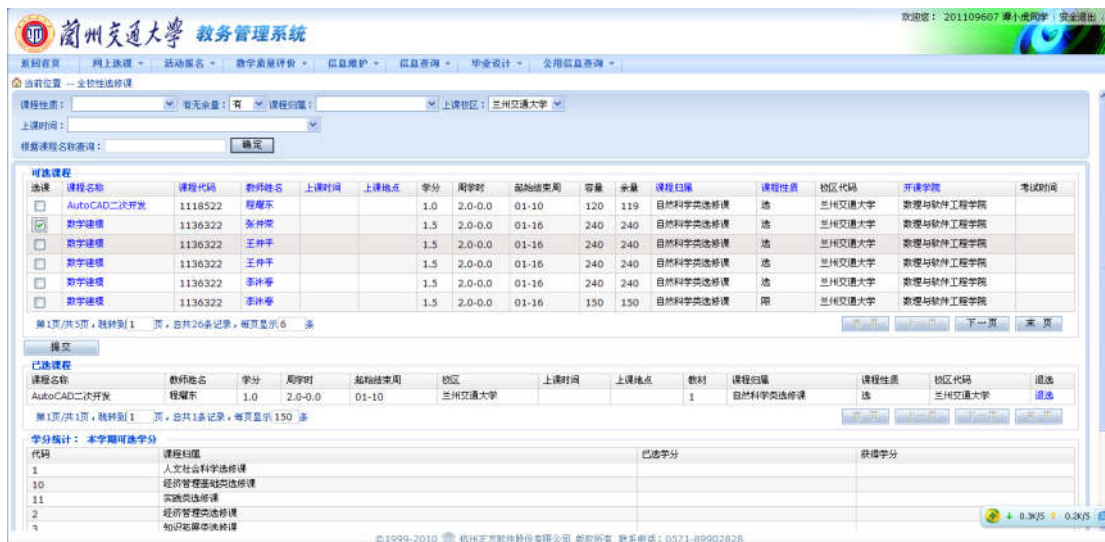 兰州交通大学 教务管理系统
欢迎您： 201109607 谭小虎同学 安全退出
返回首页 网上选课 活动报名 教学质量评价 信息维护 信息查询 毕业设计 公用信息查询
当前位置 -- 全校性选修课
课程性质： 有无余量： 有 课程归属： 上课校区： 兰州交通大学
上课时间：
根据课程名称查询： 确定
可选课程
选课 课程名称 课程代码 教师姓名 上课时间 上课地点 学分 周学时 起始结束周 容量 余量 课程归属 课程性质 校区代码 开课学院 考试时间
AutoCAD二次开发 1118522 程耀东 1.0 2.0-0.0 01-10 120 119 自然科学类选修课 选 兰州交通大学 数理与软件工程学院
数学建模 1136322 张仲荣 1.5 2.0-0.0 01-16 240 240 自然科学类选修课 选 兰州交通大学 数理与软件工程学院
数学建模 1136322 王仲平 1.5 2.0-0.0 01-16 240 240 自然科学类选修课 选 兰州交通大学 数理与软件工程学院
数学建模 1136322 王仲平 1.5 2.0-0.0 01-16 240 240 自然科学类选修课 选 兰州交通大学 数理与软件工程学院
数学建模 1136322 1.5 2.0-0.0 01-16 240 240 自然科学类选修课 选 兰州交通大学 数理与软件工程学院
数学建模 1136322 1.5 2.0-0.0 01-16 150 150 自然科学类选修课 限 兰州交通大学 数理与软件工程学院
第1页/共5页，跳转到 1 页，总共26条记录，每页显示 6 条 首 页 上一页 下一页 末 页
提交
已选课程
课程名称 教师姓名 学分 周学时 起始结束周 校区 上课时间 上课地点 教材 课程归属 课程性质 校区代码 退选
AutoCAD二次开发 程耀东 1.0 2.0-0.0 01-10 兰州交通大学 1 自然科学类选修课 选 兰州交通大学 退选
第1页/共1页，跳转到 1 页，总共1条记录，每页显示 150 条 首 页 上一页 下一页 末 页
学分统计： 本学期可选学分
代码 课程归属 已选学分 获得学分
1 人文社会科学选修课
10 经济管理基础类选修课
11 实践类选修课
2 经济管理类选修课
3 知识拓展类选修课
0.3K/S 0.2K/S
©1999-2010 杭州正方软件股份有限公司 版权所有 联系电话：0571-89902828